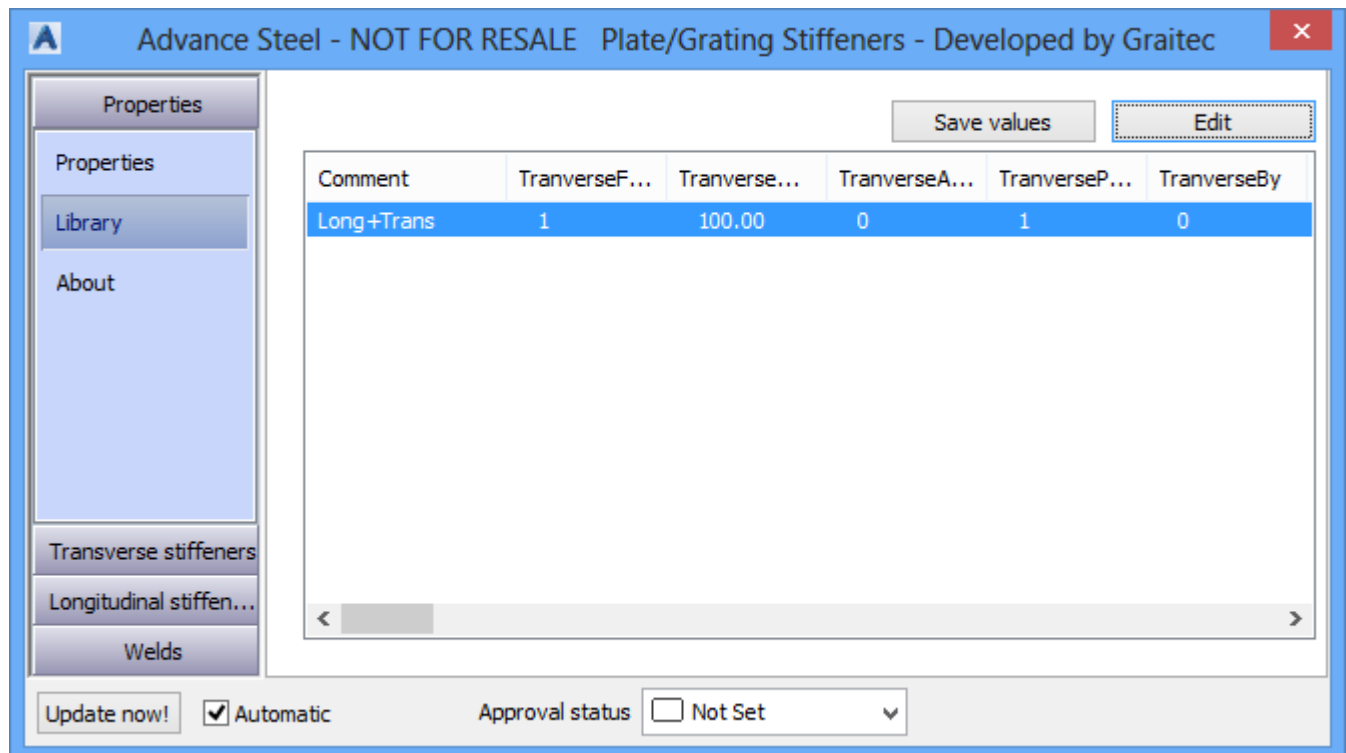 Advance Steel - NOT FOR RESALE Plate/Grating Stiffeners - Developed by Graitec
Properties
Properties
Library
About
Transverse stiffeners
Longitudinal stiffen...
Welds
Save values Edit
Comment TranverseF... Tranverse... TranverseA... TranverseP... TranverseBy
Long+Trans 1 100.00 0 1 0
Update now! Automatic Approval status Not Set